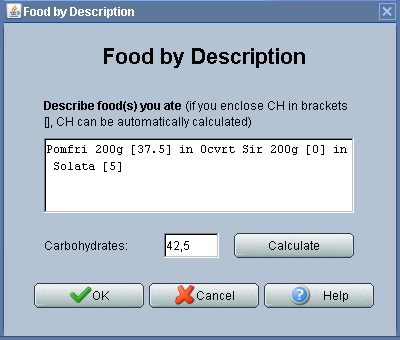 Food by Description
Food by Description
Describe food(s) you ate (if you enclose CH in brackets
[], CH can be automatically calculated)
Pomfri 200g [37.5] in Ocvrt Sir 200g [0] in
Solata [5]
Carbohydrates: 42,5 Calculate
OK Cancel Help